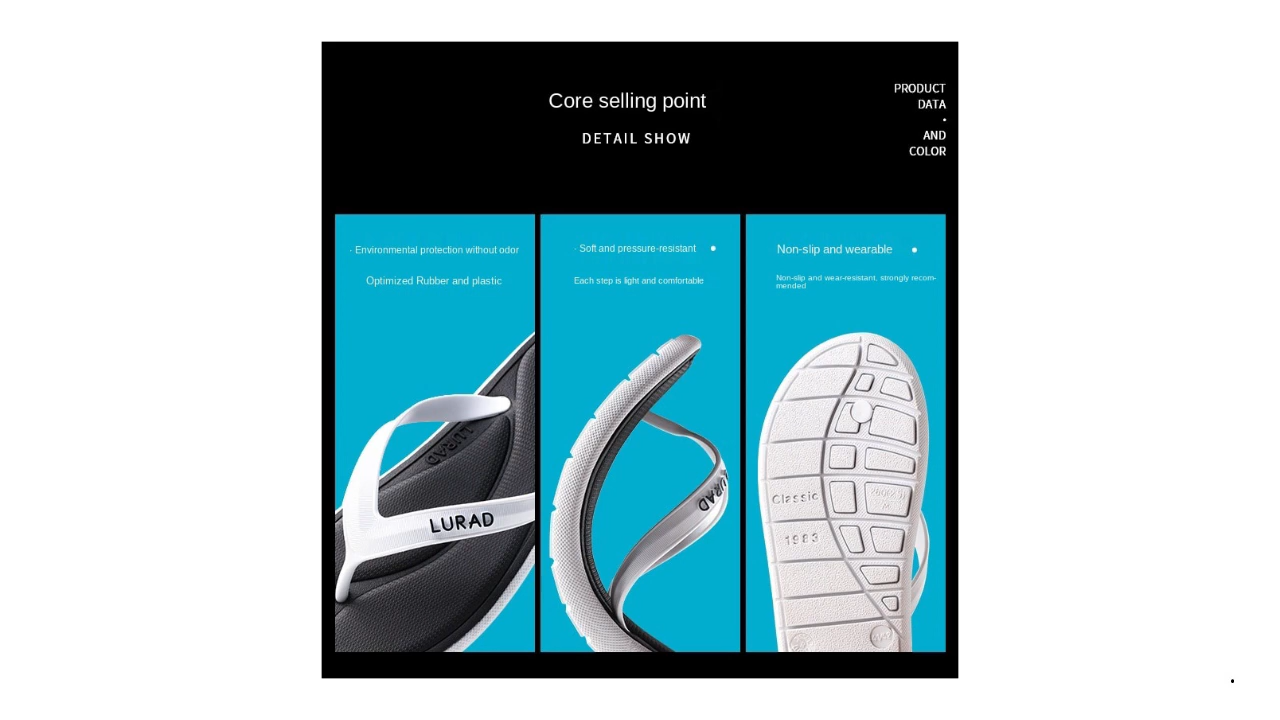 Core selling point
DETAIL SHOW
PRODUCT
DATA
•
AND
COLOR
· Environmental protection without odor
Optimized Rubber and plastic
· Soft and pressure-resistant •
Each step is light and comfortable
Non-slip and wearable •
Non-slip and wear-resistant, strongly recom-
mended
LURAD
LURAD
LURAD
Classic
1983